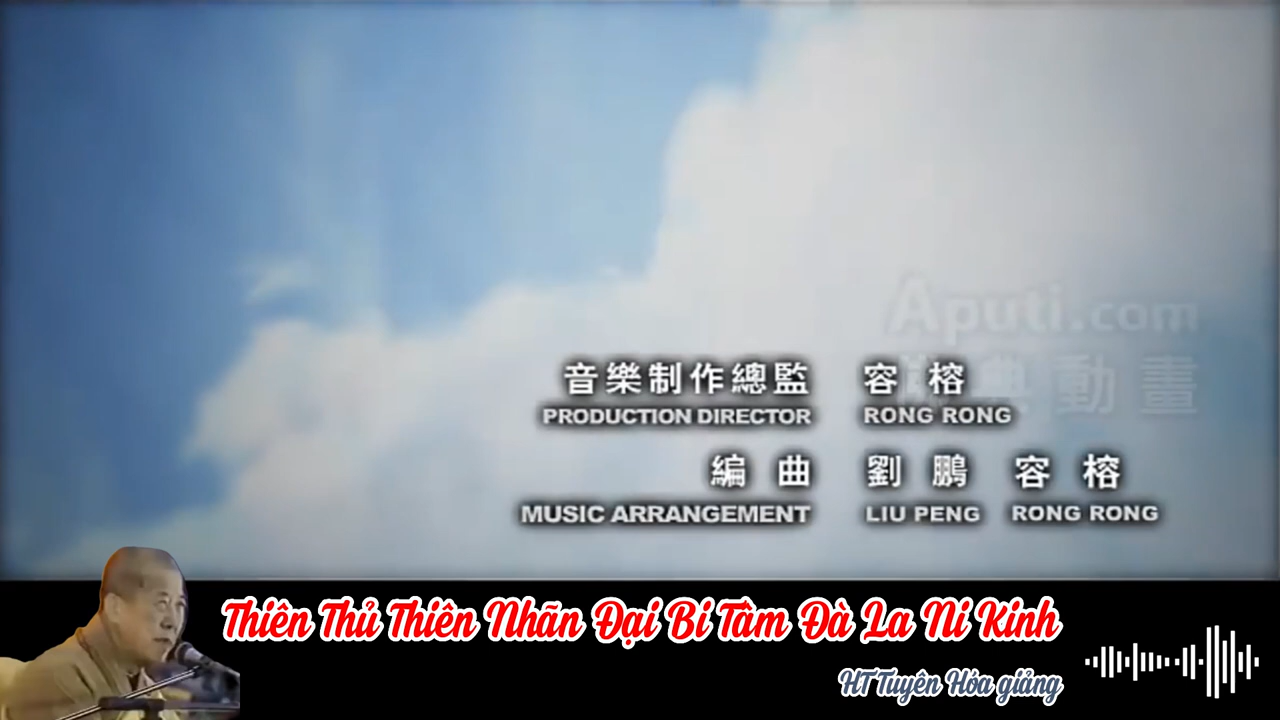 Aputi.com
音樂制作總監 容榕
PRODUCTION DIRECTOR RONG RONG
編曲 劉鵬 容榕
MUSIC ARRANGEMENT LIU PENG RONG RONG
Thiên Thủ Thiên Nhãn Đại Bi Tâm Đà La Ni Kinh
HT Tuyên Hóa giảng